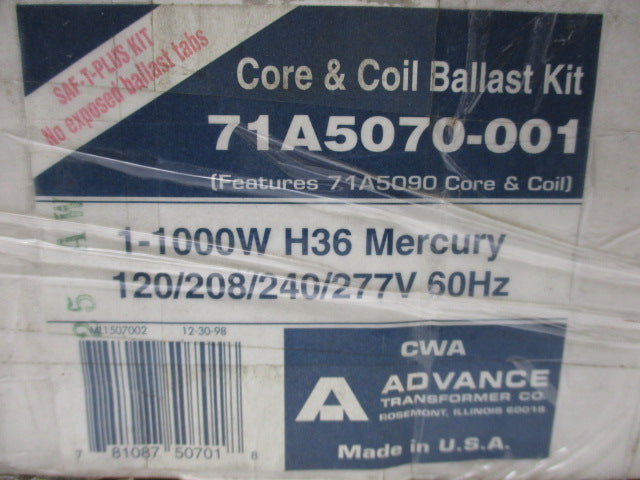 SAF-T-PLUS KIT
No exposed ballast tabs
Core & Coil Ballast Kit
71A5070-001
(Features 71A5090 Core & Coil)
1-1000W H36 Mercury
120/208/240/277V 60Hz
ML1507002 12-30-98
7 81087 50701 8
CWA
A ADVANCE
TRANSFORMER CO.
ROSEMONT, ILLINOIS 60018
Made in U.S.A.